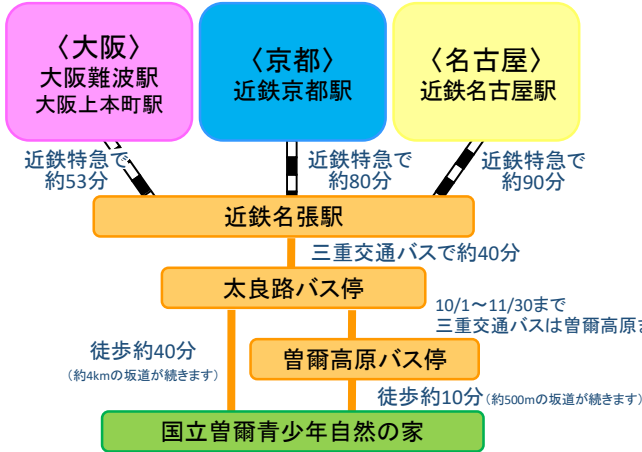 〈大阪〉
大阪難波駅
大阪上本町駅
〈京都〉
近鉄京都駅
〈名古屋〉
近鉄名古屋駅
近鉄特急で
約53分
近鉄特急で
約80分
近鉄特急で
約90分
近鉄名張駅
三重交通バスで約40分
太良路バス停
10/1～11/30まで
三重交通バスは曽爾高原ま
徒歩約40分
（約4kmの坂道が続きます）
曽爾高原バス停
徒歩約10分（約500mの坂道が続きます）
国立曽爾青少年自然の家